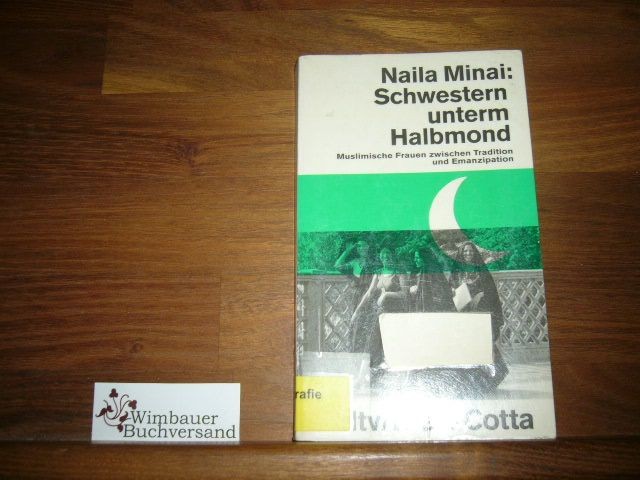 Naila Minai:
Schwestern
unterm
Halbmond
Muslimische Frauen zwischen Tradition
und Emanzipation
rafie
Cotta
Wimbauer
Buchversand